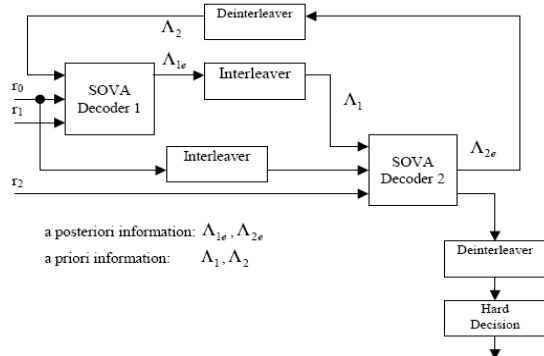 Deinterleaver
Λ₂
Λ₁ₑ
SOVA
Decoder 1
Interleaver
r₀
r₁
Λ₁
Interleaver
SOVA
Decoder 2
Λ₂ₑ
r₂
a posteriori information: Λ₁ₑ, Λ₂ₑ
a priori information: Λ₁, Λ₂
Deinterleaver
Hard
Decision